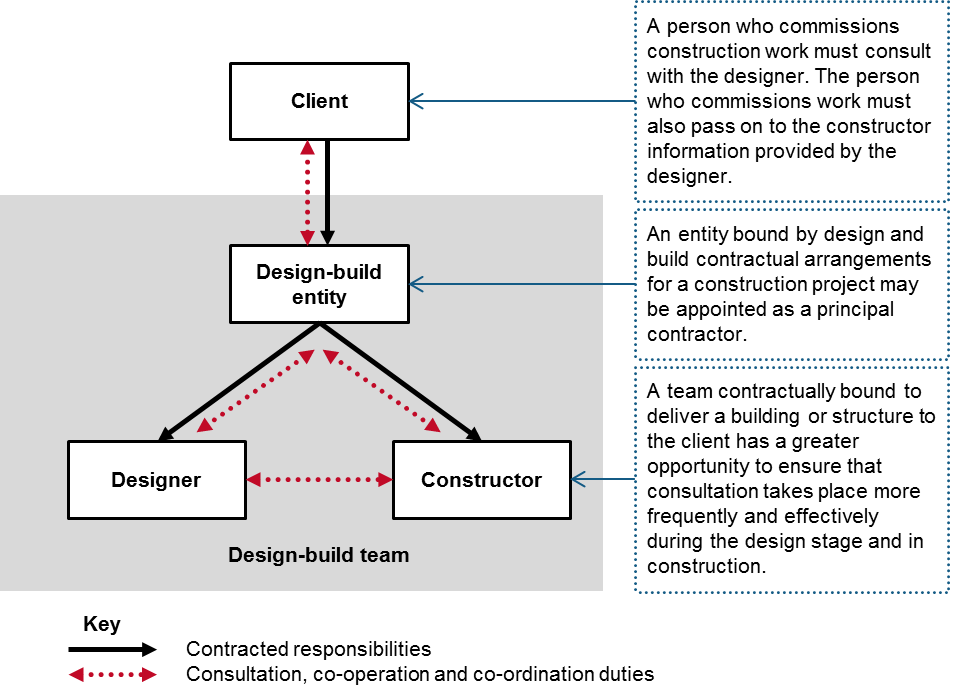 Client
Design-build
entity
Designer
Constructor
Design-build team
A person who commissions
construction work must consult
with the designer. The person
who commissions work must
also pass on to the constructor
information provided by the
designer.
An entity bound by design and
build contractual arrangements
for a construction project may
be appointed as a principal
contractor.
A team contractually bound to
deliver a building or structure to
the client has a greater
opportunity to ensure that
consultation takes place more
frequently and effectively
during the design stage and in
construction.
Key
Contracted responsibilities
Consultation, co-operation and co-ordination duties